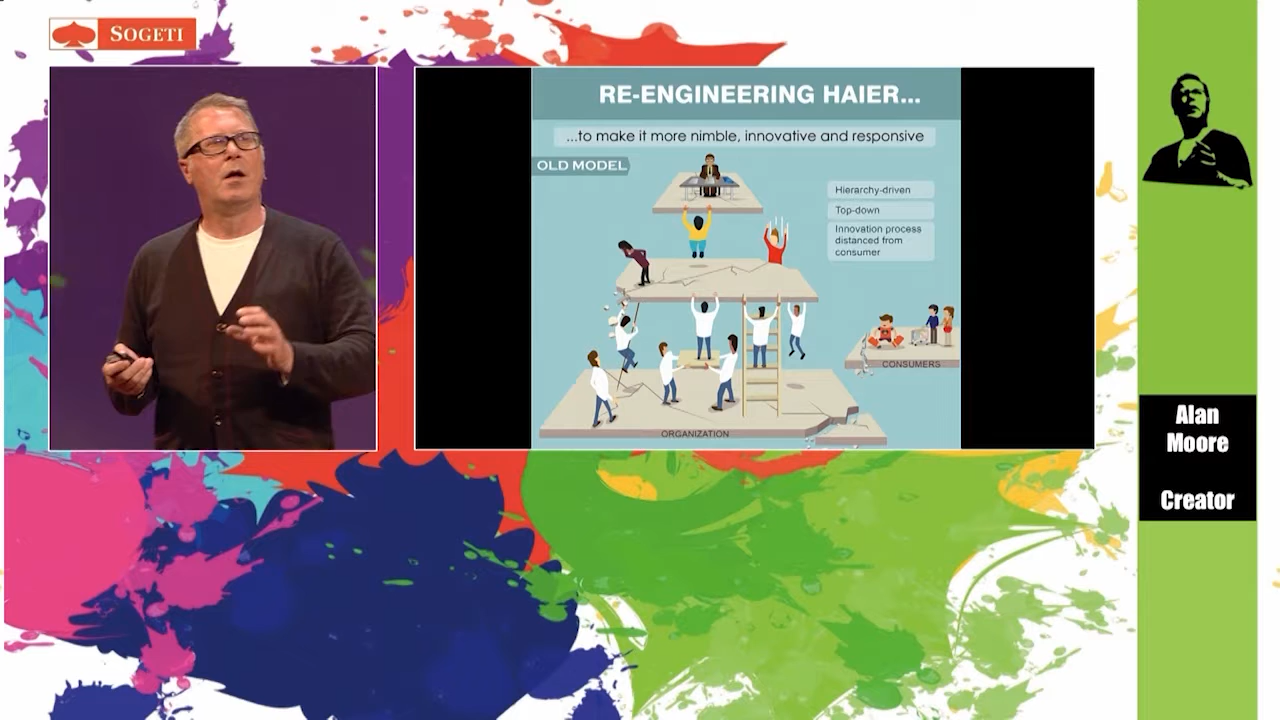 SOGETI
RE-ENGINEERING HAIER...
...to make it more nimble, innovative and responsive
OLD MODEL
Hierarchy-driven
Top-down
Innovation process
distanced from
consumer
CONSUMERS
ORGANIZATION
Alan
Moore
Creator